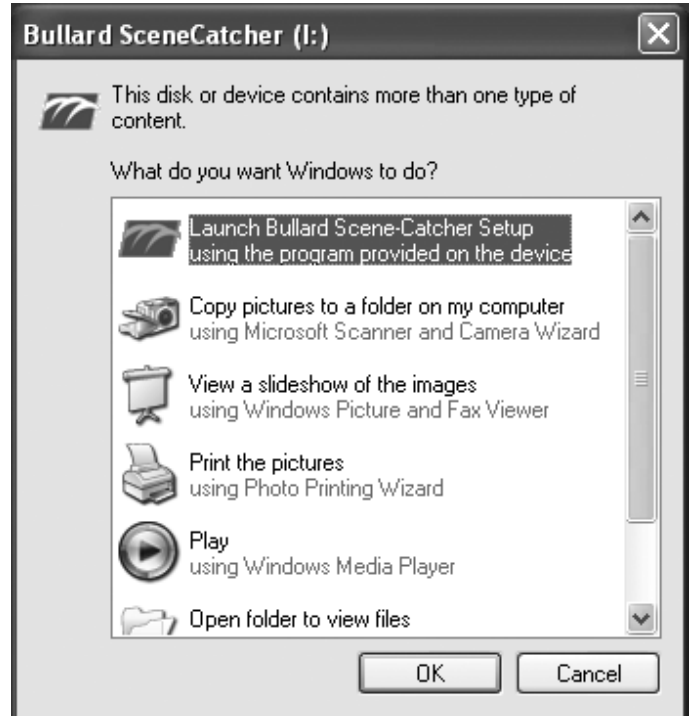 Bullard SceneCatcher (I:)
This disk or device contains more than one type of
content.
What do you want Windows to do?
Launch Bullard Scene-Catcher Setup
using the program provided on the device
Copy pictures to a folder on my computer
using Microsoft Scanner and Camera Wizard
View a slideshow of the images
using Windows Picture and Fax Viewer
Print the pictures
using Photo Printing Wizard
Play
using Windows Media Player
Open folder to view files
OK
Cancel